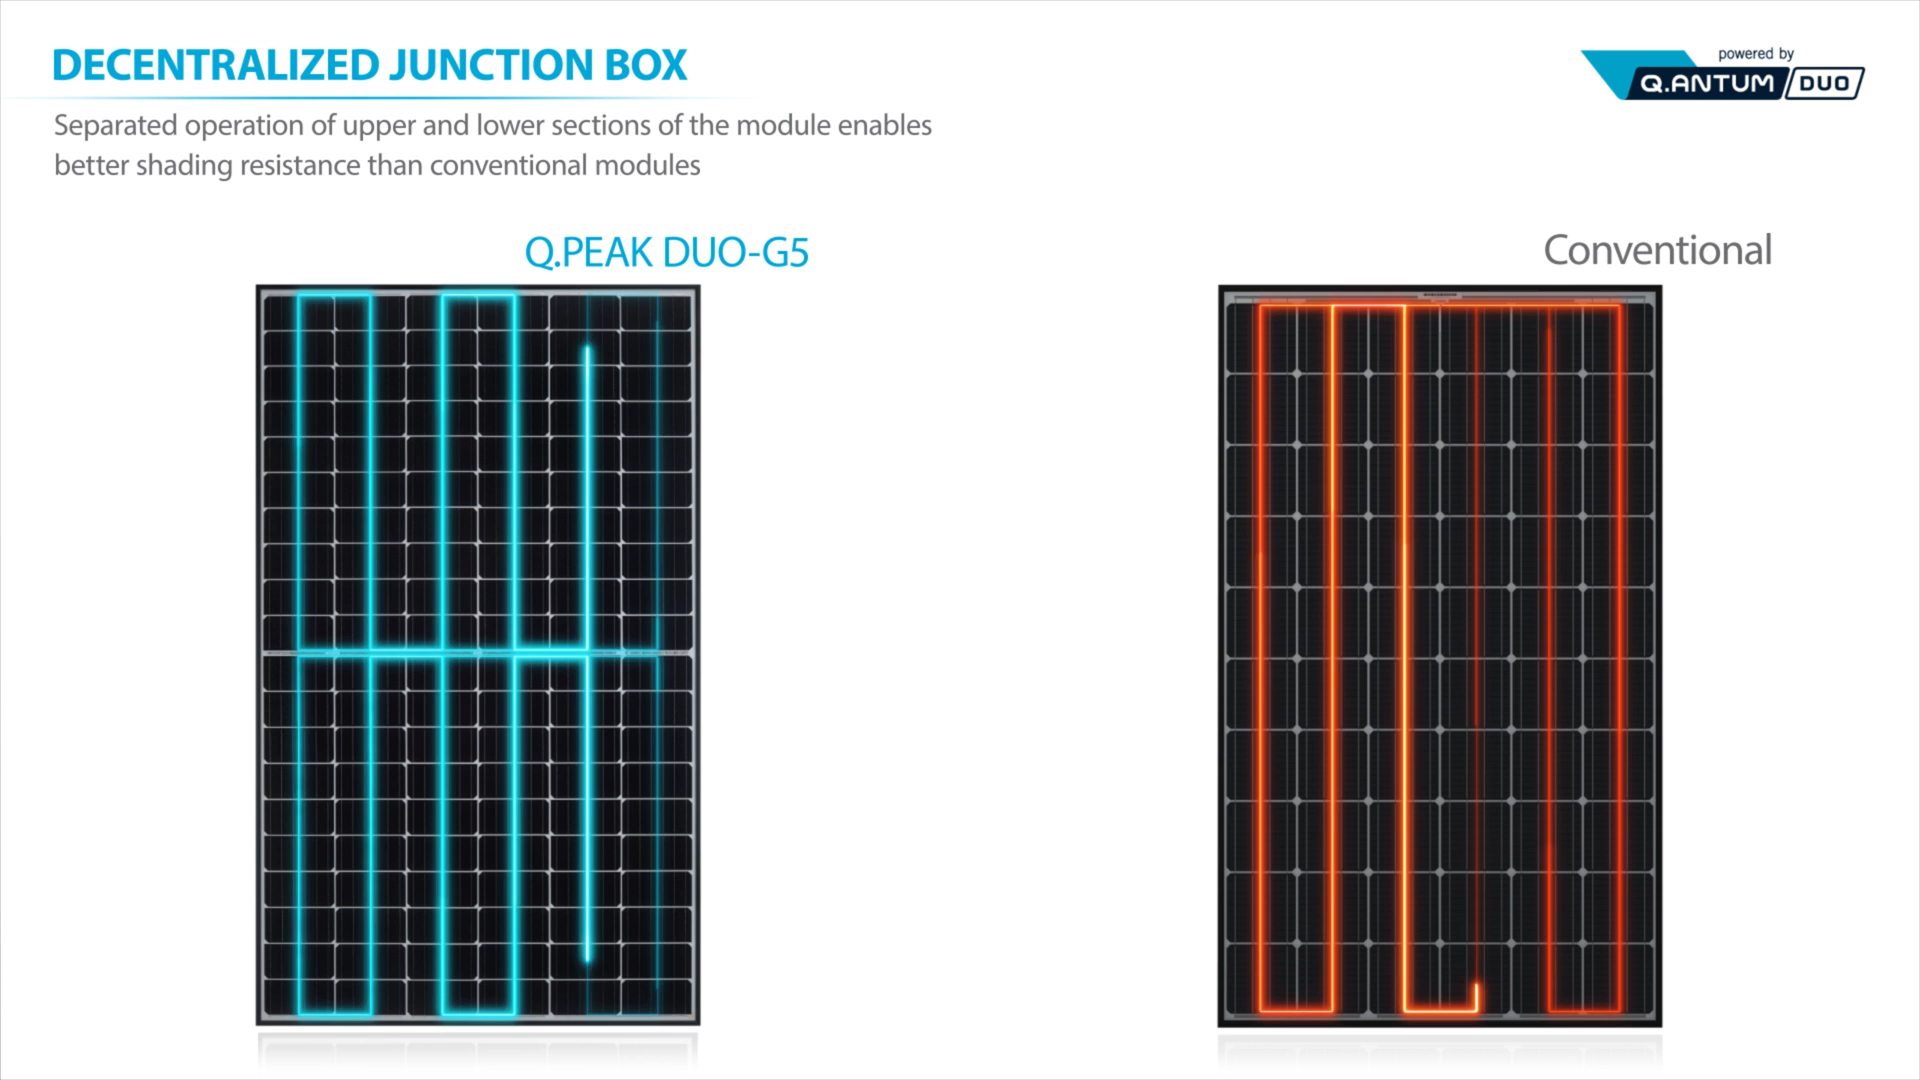 DECENTRALIZED JUNCTION BOX
powered by
Q.ANTUM DUO
Separated operation of upper and lower sections of the module enables
better shading resistance than conventional modules
Q.PEAK DUO-G5
Conventional